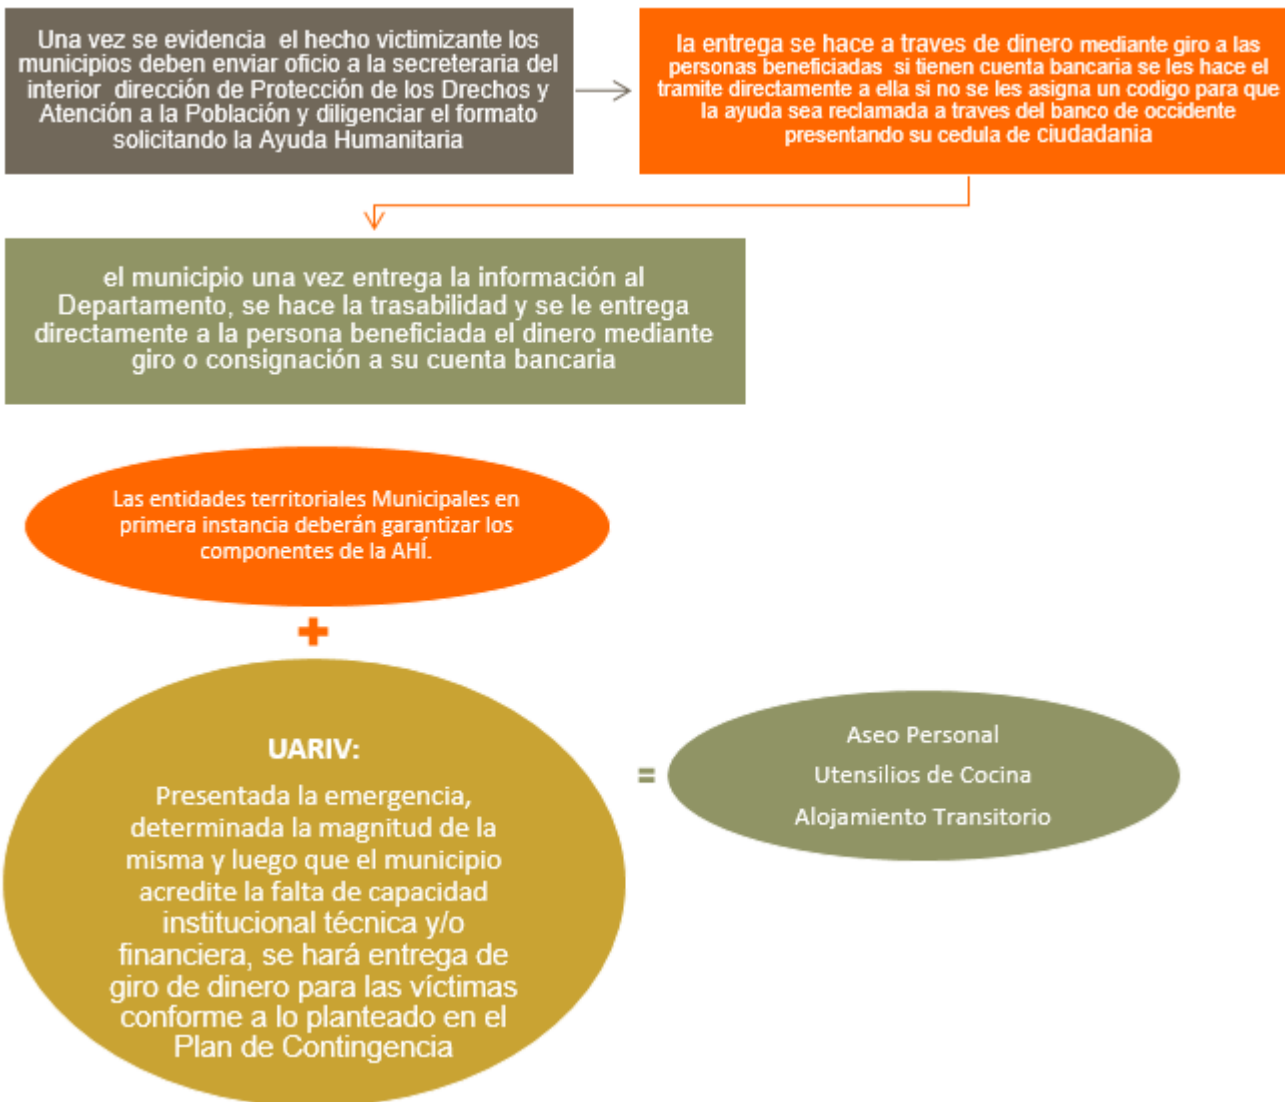 Una vez se evidencia el hecho victimizante los
municipios deben enviar oficio a la secreteraria del
interior dirección de Protección de los Drechos y
Atención a la Población y diligenciar el formato
solicitando la Ayuda Humanitaria
la entrega se hace a traves de dinero mediante giro a las
personas beneficiadas si tienen cuenta bancaria se les hace el
tramite directamente a ella si no se les asigna un codigo para que
la ayuda sea reclamada a través del banco de occidente
presentando su cedula de ciudadania
el municipio una vez entrega la información al
Departamento, se hace la trasabilidad y se le entrega
directamente a la persona beneficiada el dinero mediante
giro o consignación a su cuenta bancaria
Las entidades territoriales Municipales en
primera instancia deberán garantizar los
componentes de la AHÍ.
+
UARIV:
Presentada la emergencia,
determinada la magnitud de la
misma y luego que el municipio
acredite la falta de capacidad
institucional técnica y/o
financiera, se hará entrega de
giro de dinero para las víctimas
conforme a lo planteado en el
Plan de Contingencia
=
Aseo Personal
Utensilios de Cocina
Alojamiento Transitorio